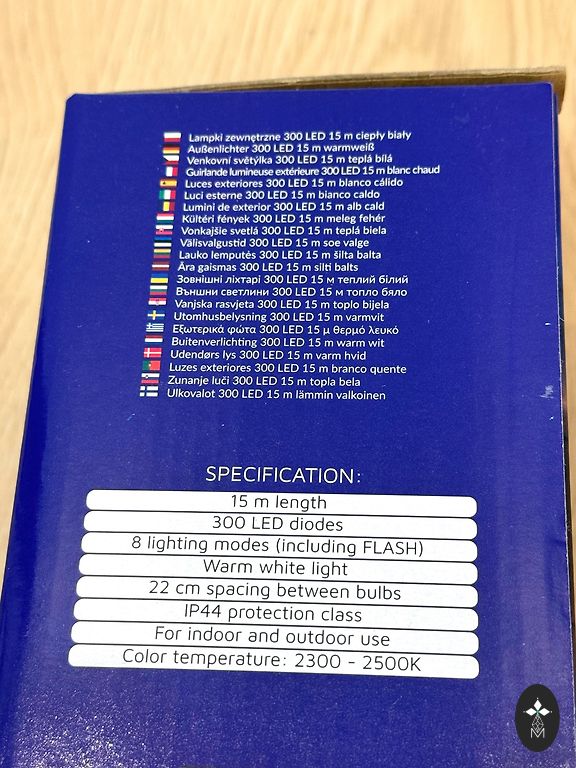 Lampki zewnętrzne 300 LED 15 m ciepły biały
Außenlichter 300 LED 15 m warmweiß
Venkovní světýlka 300 LED 15 m teplá bílá
Guirlande lumineuse extérieure 300 LED 15 m blanc chaud
Luces exteriores 300 LED 15 m blanco cálido
Luci esterne 300 LED 15 m bianco caldo
Lumini de exterior 300 LED 15 m alb cald
Kültéri fények 300 LED 15 m meleg fehér
Vonkajšie svetlá 300 LED 15 m teplá biela
Välisvalgustid 300 LED 15 m soe valge
Lauko lemputės 300 LED 15 m šilta balta
Āra gaismas 300 LED 15 m silti balts
Зовнішні ліхтарі 300 LED 15 м теплий білий
Външни светлини 300 LED 15 м топло бяло
Vanjska rasvjeta 300 LED 15 m toplo bijela
Utomhusbelysning 300 LED 15 m varmvit
Εξωτερικά φώτα 300 LED 15 μ θερμό λευκό
Buitenverlichting 300 LED 15 m warm wit
Udendørs lys 300 LED 15 m varm hvid
Luzes exteriores 300 LED 15 m branco quente
Zunanje luči 300 LED 15 m topla bela
Ulkovalot 300 LED 15 m lämmin valkoinen
SPECIFICATION:
15 m length
300 LED diodes
8 lighting modes (including FLASH)
Warm white light
22 cm spacing between bulbs
IP44 protection class
For indoor and outdoor use
Color temperature: 2300 - 2500K
M